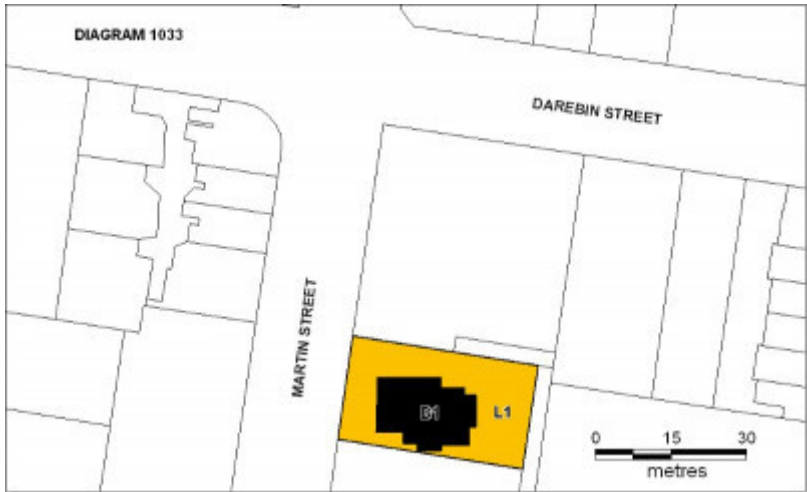 DIAGRAM 1033
DAREBIN STREET
MARTIN STREET
B1
L1
0 15 30
metres